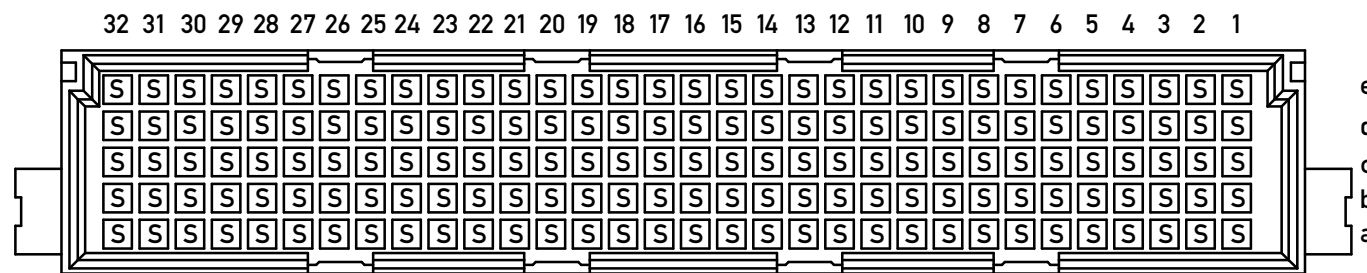 32 31 30 29 28 27 26 25 24 23 22 21 20 19 18 17 16 15 14 13 12 11 10 9 8 7 6 5 4 3 2 1
S S S S S S S S S S S S S S S S S S S S S S S S S S S S S S S S e
S S S S S S S S S S S S S S S S S S S S S S S S S S S S S S S S d
S S S S S S S S S S S S S S S S S S S S S S S S S S S S S S S S c
S S S S S S S S S S S S S S S S S S S S S S S S S S S S S S S S b
S S S S S S S S S S S S S S S S S S S S S S S S S S S S S S S S a